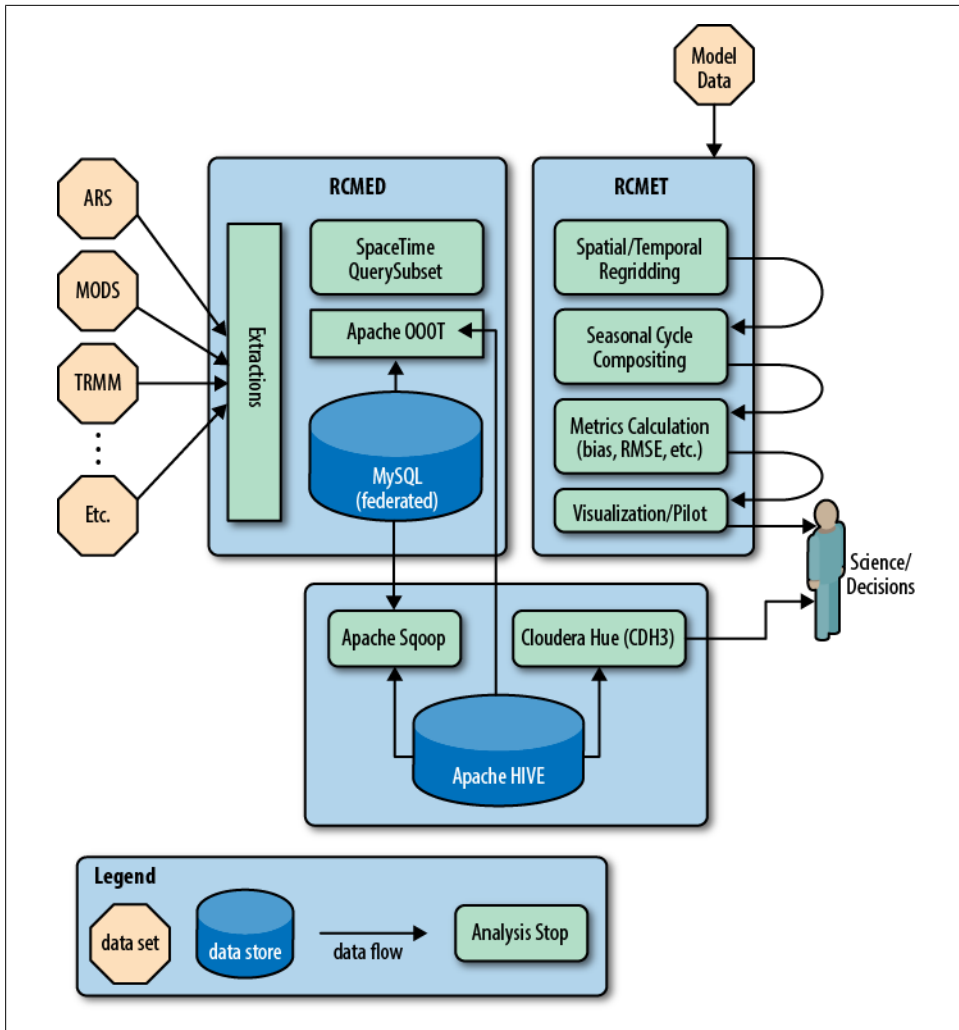 Model
Data
RCMED
RCMET
ARS
MODS
TRMM
Etc.
Extractions
SpaceTime
QuerySubset
Apache OOOT
MySQL
(federated)
Spatial/Temporal
Regridding
Seasonal Cycle
Compositing
Metrics Calculation
(bias, RMSE, etc.)
Visualization/Pilot
Science/
Decisions
Apache Sqoop
Cloudera Hue (CDH3)
Apache HIVE
Legend
data set
data store
data flow
Analysis Stop